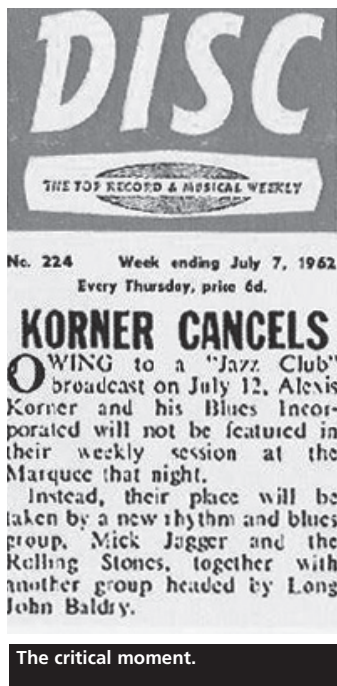 DISC
THE TOP RECORD & MUSICAL WEEKLY
No. 224 Week ending July 7, 1962
Every Thursday, price 6d.
KORNER CANCELS
OWING to a "Jazz Club"
broadcast on July 12, Alexis
Korner and his Blues Incor-
porated will not be featured in
their weekly session at the
Marquee that night.
Instead, their place will be
taken by a new rhythm and blues
group, Mick Jagger and the
Rolling Stones, together with
another group headed by Long
John Baldry.
The critical moment.